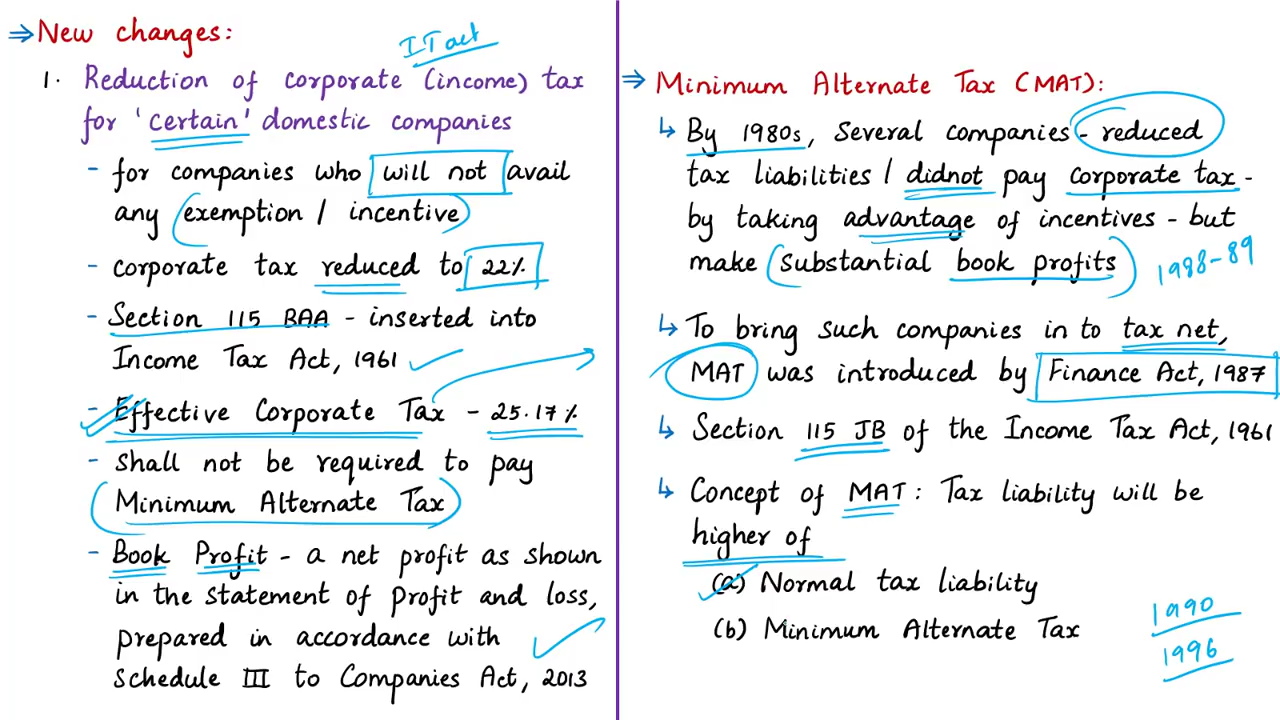 ⇒ New changes:
IT act
1. Reduction of corporate (income) tax
for 'certain' domestic companies
- for companies who will not avail
any exemption / incentive
- corporate tax reduced to 22%
- Section 115 BAA - inserted into
Income Tax Act, 1961
- Effective Corporate Tax - 25.17%
- shall not be required to pay
Minimum Alternate Tax
- Book Profit - a net profit as shown
in the statement of profit and loss,
prepared in accordance with
schedule III to Companies Act, 2013
⇒ Minimum Alternate Tax (MAT):
↳ By 1980s, Several companies - reduced
tax liabilities / didnot pay corporate tax -
by taking advantage of incentives - but
make substantial book profits
1988-89
↳ To bring such companies in to tax net,
MAT was introduced by Finance Act, 1987
↳ Section 115 JB of the Income Tax Act, 1961
↳ Concept of MAT: Tax liability will be
higher of
(a) Normal tax liability
(b) Minimum Alternate Tax
1990
1996